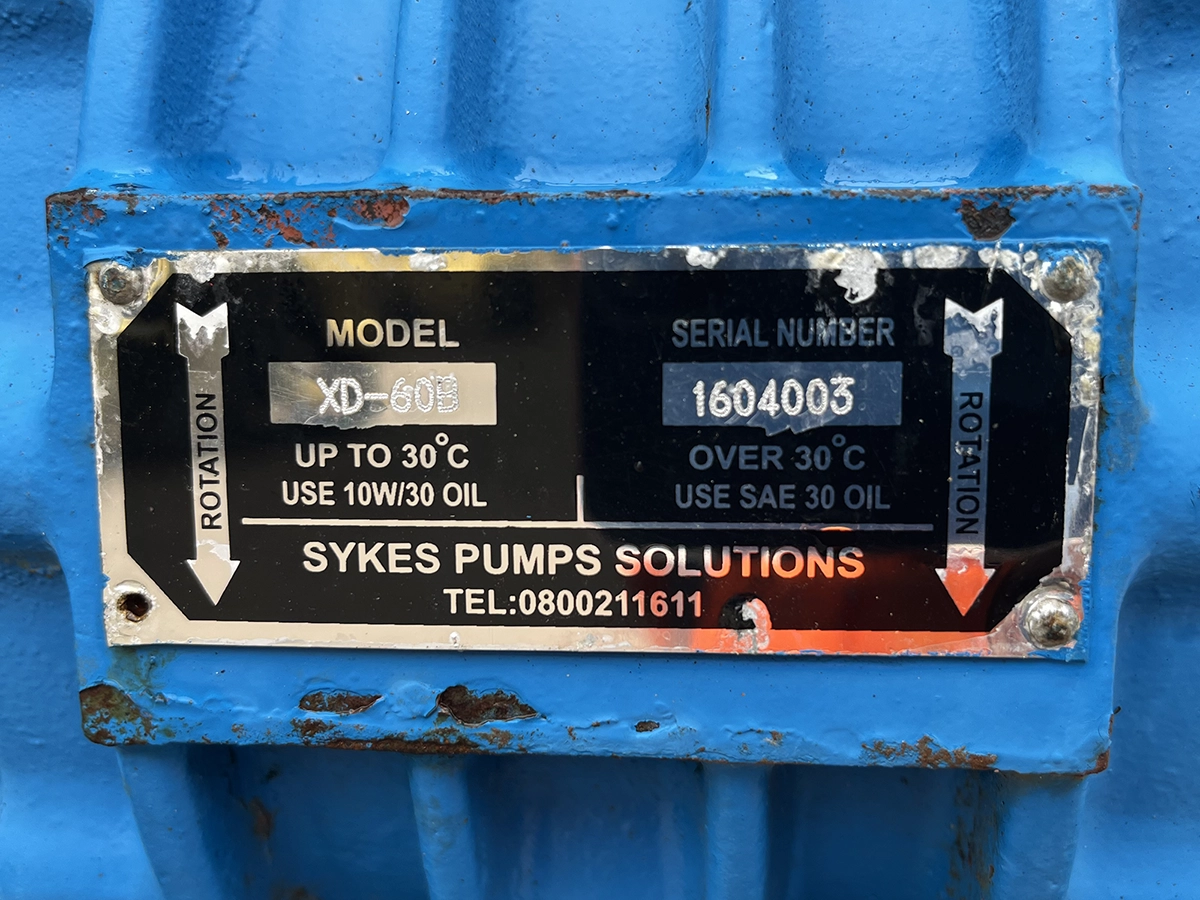 MODEL
XD-60B
UP TO 30°C
USE 10W/30 OIL
SERIAL NUMBER
1604003
OVER 30°C
USE SAE 30 OIL
ROTATION
ROTATION
SYKES PUMPS SOLUTIONS
TEL:0800211611